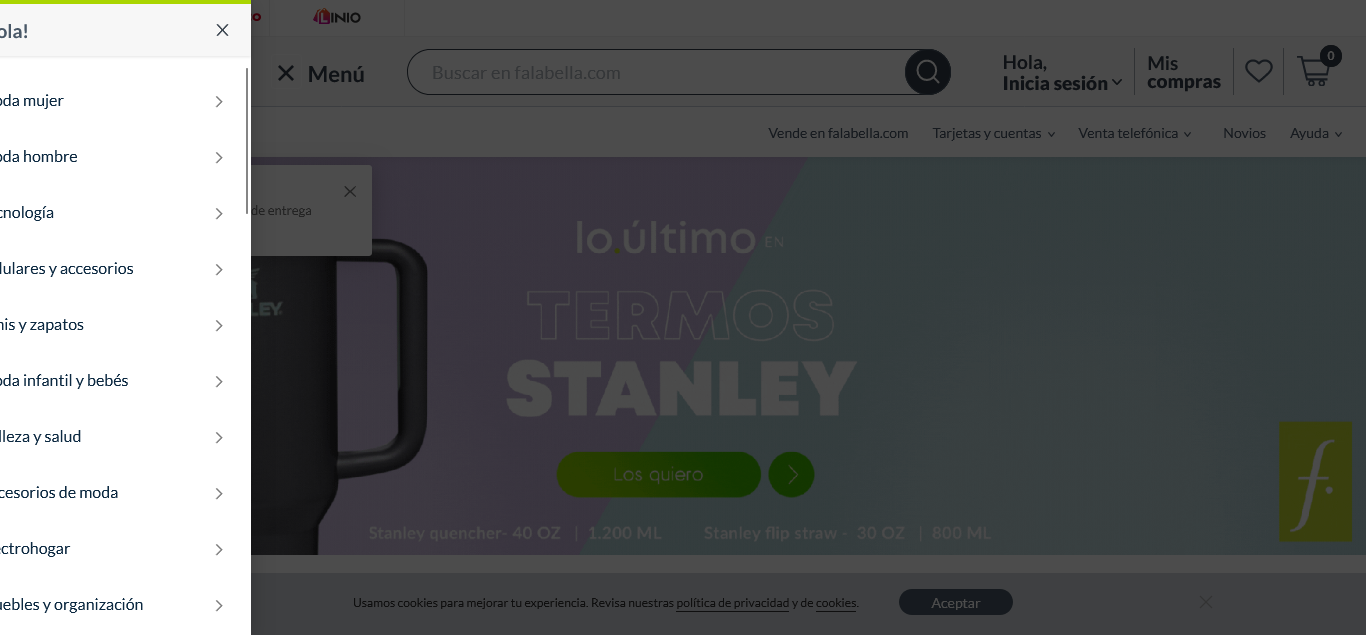 ola!
LINIO
Menú
Buscar en falabella.com
Hola,
Inicia sesión
Mis
compras
0
Vende en falabella.com
Tarjetas y cuentas
Venta telefónica
Novios
Ayuda
de entrega
oda mujer
oda hombre
cnología
lulares y accesorios
nis y zapatos
oda infantil y bebés
lleza y salud
cesorios de moda
ectrohogar
uebles y organización
lo.último EN
TERMOS
STANLEY
Los quiero
Stanley quencher- 40 OZ | 1.200 ML
Stanley flip straw - 30 OZ | 800 ML
f.
Usamos cookies para mejorar tu experiencia. Revisa nuestras política de privacidad y de cookies.
Aceptar